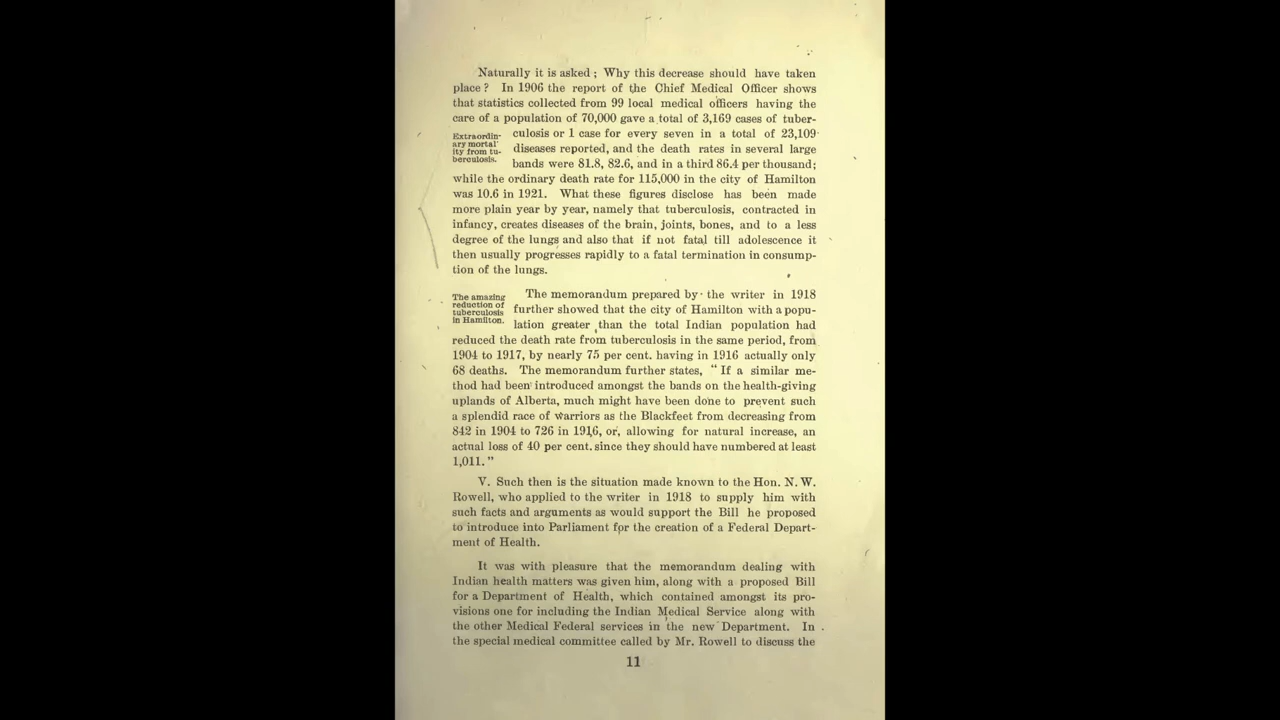 Naturally it is asked ; Why this decrease should have taken
place ? In 1906 the report of the Chief Medical Officer shows
that statistics collected from 99 local medical officers having the
care of a population of 70,000 gave a total of 3,169 cases of tuber-
Extraordin-
ary mortal
ity from tu-
berculosis.
culosis or 1 case for every seven in a total of 23,109
diseases reported, and the death rates in several large
bands were 81.8, 82.6, and in a third 86.4 per thousand;
while the ordinary death rate for 115,000 in the city of Hamilton
was 10.6 in 1921. What these figures disclose has been made
more plain year by year, namely that tuberculosis, contracted in
infancy, creates diseases of the brain, joints, bones, and to a less
degree of the lungs and also that if not fatal till adolescence it
then usually progresses rapidly to a fatal termination in consump-
tion of the lungs.
The amazing
reduction of
tuberculosis
in Hamilton.
The memorandum prepared by the writer in 1918
further showed that the city of Hamilton with a popu-
lation greater than the total Indian population had
reduced the death rate from tuberculosis in the same period, from
1904 to 1917, by nearly 75 per cent. having in 1916 actually only
68 deaths. The memorandum further states, " If a similar me-
thod had been introduced amongst the bands on the health-giving
uplands of Alberta, much might have been done to prevent such
a splendid race of warriors as the Blackfeet from decreasing from
842 in 1904 to 726 in 1916, or, allowing for natural increase, an
actual loss of 40 per cent. since they should have numbered at least
1,011. "
V. Such then is the situation made known to the Hon. N. W.
Rowell, who applied to the writer in 1918 to supply him with
such facts and arguments as would support the Bill he proposed
to introduce into Parliament for the creation of a Federal Depart-
ment of Health.
It was with pleasure that the memorandum dealing with
Indian health matters was given him, along with a proposed Bill
for a Department of Health, which contained amongst its pro-
visions one for including the Indian Medical Service along with
the other Medical Federal services in the new Department. In
the special medical committee called by Mr. Rowell to discuss the
11